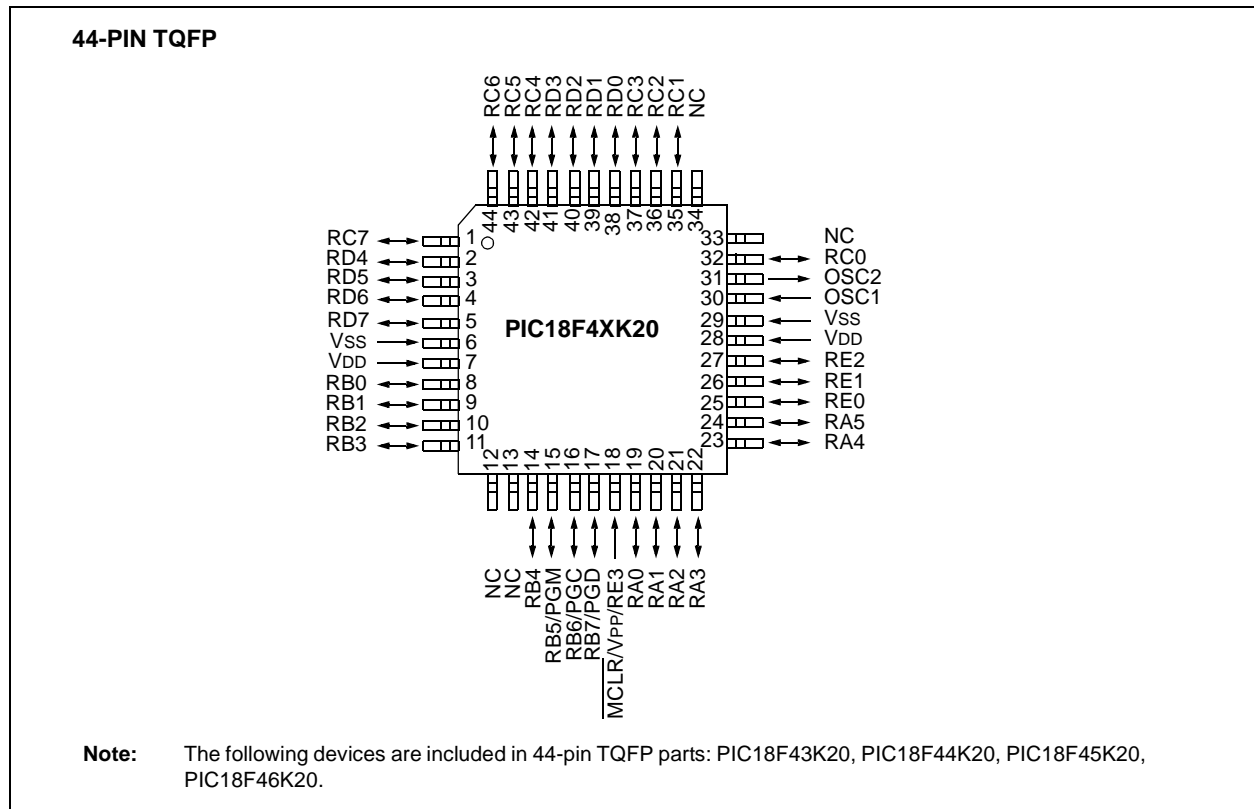 44-PIN TQFP
RC6
RC5
RC4
RD3
RD2
RD1
RD0
RC3
RC2
RC1
NC
44
43
42
41
40
39
38
37
36
35
34
RC7 1
RD4 2
RD5 3
RD6 4
RD7 5
VSS 6
VDD 7
RB0 8
RB1 9
RB2 10
RB3 11
PIC18F4XK20
33 NC
32 RC0
31 OSC2
30 OSC1
29 VSS
28 VDD
27 RE2
26 RE1
25 RE0
24 RA5
23 RA4
12
13
14
15
16
17
18
19
20
21
22
NC
NC
RB4
RB5/PGM
RB6/PGC
RB7/PGD
MCLR/VPP/RE3
RA0
RA1
RA2
RA3
Note: The following devices are included in 44-pin TQFP parts: PIC18F43K20, PIC18F44K20, PIC18F45K20,
PIC18F46K20.